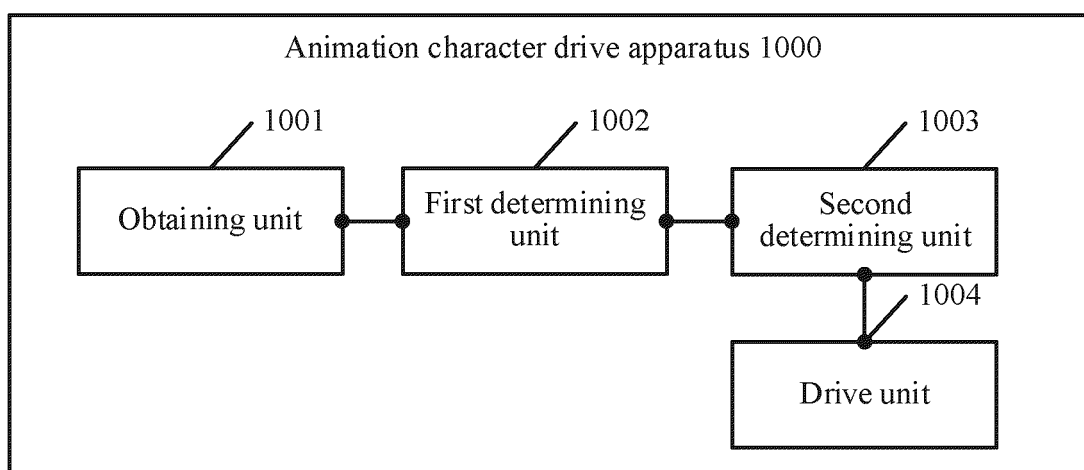 Animation character drive apparatus 1000
1001
1002
1003
Obtaining unit
First determining
unit
Second
determining unit
1004
Drive unit